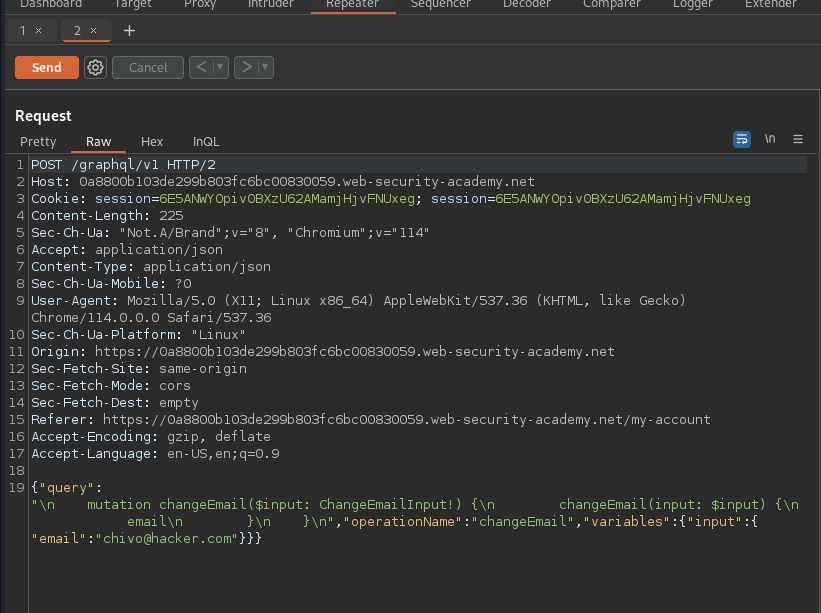 Dashboard Target Proxy Intruder Repeater Sequencer Decoder Comparer Logger Extender
1 × 2 × +
Send Cancel < >
Request
Pretty Raw Hex InQL \n
1 POST /graphql/v1 HTTP/2
2 Host: 0a8800b103de299b803fc6bc00830059.web-security-academy.net
3 Cookie: session=6E5ANWYOpivOBXzU62AMamjHjvFNUxeg; session=6E5ANWYOpivOBXzU62AMamjHjvFNUxeg
4 Content-Length: 225
5 Sec-Ch-Ua: "Not.A/Brand";v="8", "Chromium";v="114"
6 Accept: application/json
7 Content-Type: application/json
8 Sec-Ch-Ua-Mobile: ?0
9 User-Agent: Mozilla/5.0 (X11; Linux x86_64) AppleWebKit/537.36 (KHTML, like Gecko)
Chrome/114.0.0.0 Safari/537.36
10 Sec-Ch-Ua-Platform: "Linux"
11 Origin: https://0a8800b103de299b803fc6bc00830059.web-security-academy.net
12 Sec-Fetch-Site: same-origin
13 Sec-Fetch-Mode: cors
14 Sec-Fetch-Dest: empty
15 Referer: https://0a8800b103de299b803fc6bc00830059.web-security-academy.net/my-account
16 Accept-Encoding: gzip, deflate
17 Accept-Language: en-US,en;q=0.9
18
19 {"query":
"\n    mutation changeEmail($input: ChangeEmailInput!) {\n        changeEmail(input: $input) {\n
email\n        }\n    }\n","operationName":"changeEmail","variables":{"input":{
"email":"chivo@hacker.com"}}}